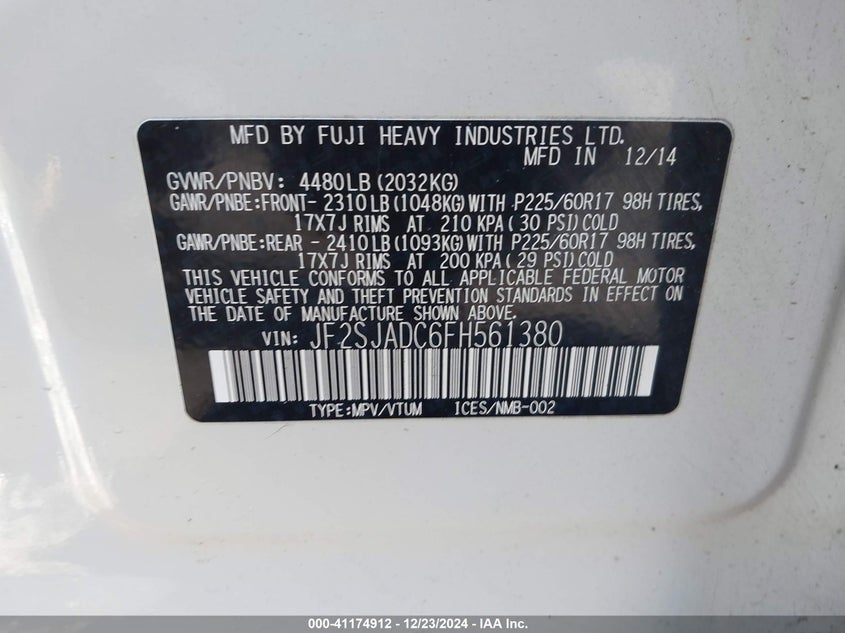 MFD BY FUJI HEAVY INDUSTRIES LTD.
MFD IN 12/14
GVWR/PNBV: 4480LB(2032KG)
GAWR/PNBE:FRONT- 2310LB(1048KG)WITH P225/60R17 98H TIRES,
17X7J RIMS AT 210 KPA( 30 PSI)COLD
GAWR/PNBE:REAR - 2410LB(1093KG)WITH P225/60R17 98H TIRES,
17X7J RIMS AT 200 KPA( 29 PSI)COLD
THIS VEHICLE CONFORMS TO ALL APPLICABLE FEDERAL MOTOR
VEHICLE SAFETY AND THEFT PREVENTION STANDARDS IN EFFECT ON
THE DATE OF MANUFACTURE SHOWN ABOVE.
VIN: JF2SJADC6FH561380
TYPE:MPV/VTUM ICES/NMB-002
000-41174912 - 12/23/2024 - IAAI.com